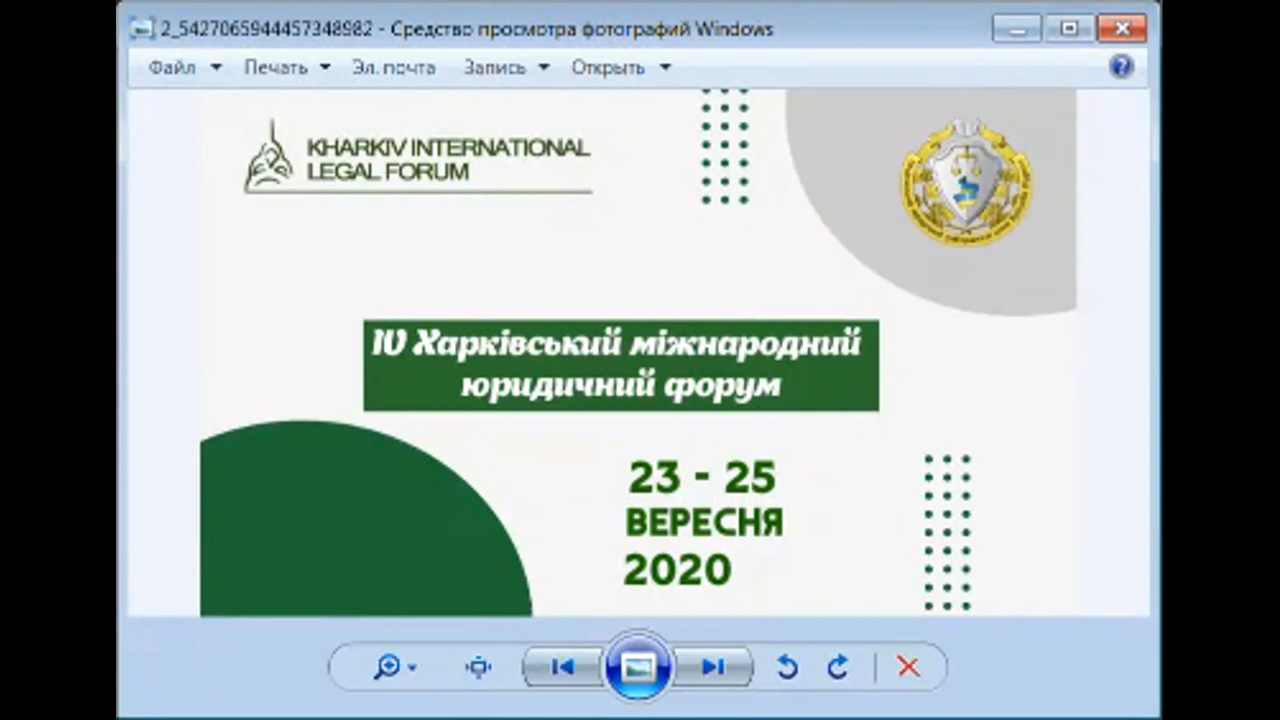 2_5427065944457348982 - Средство просмотра фотографий Windows
Файл Печать Эл. почта Запись Открыть
KHARKIV INTERNATIONAL
LEGAL FORUM
IV Харківський міжнародний
юридичний форум
23 - 25
ВЕРЕСНЯ
2020